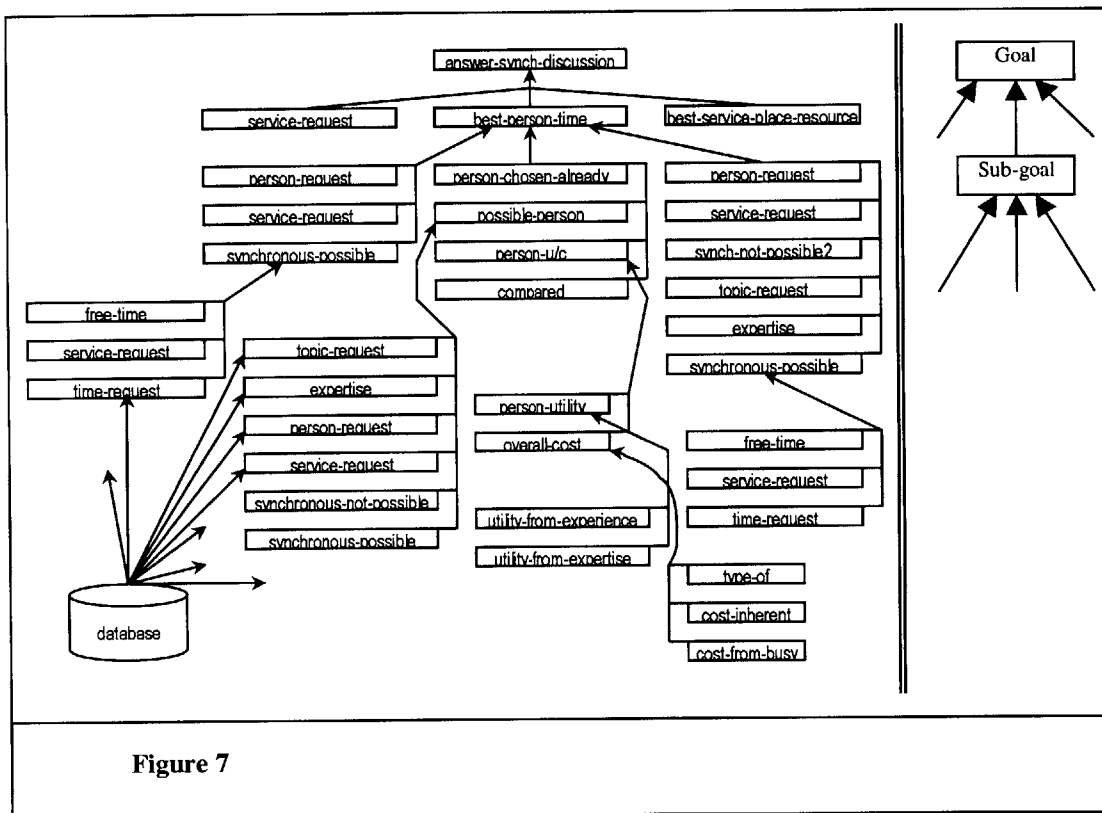 answer-synch-discussion
service-request
best-person-time
best-service-place-resource
person-request
service-request
synchronous-possible
person-chosen-already
possible-person
person-u/c
compared
person-request
service-request
synch-not-possible2
topic-request
expertise
synchronous-possible
free-time
service-request
time-request
topic-request
expertise
person-request
service-request
synchronous-not-possible
synchronous-possible
person-utility
overall-cost
utility-from-experience
utility-from-expertise
free-time
service-request
time-request
type-of
cost-inherent
cost-from-busy
database
Goal
Sub-goal
Figure 7